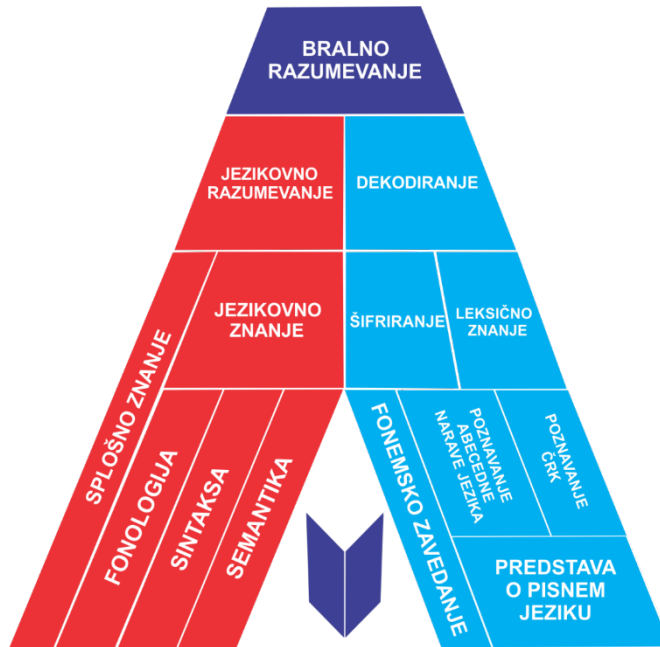 BRALNO
RAZUMEVANJE
JEZIKOVNO
RAZUMEVANJE
DEKODIRANJE
SPLOŠNO ZNANJE
JEZIKOVNO
ZNANJE
ŠIFRIRANJE
LEKSIČNO
ZNANJE
FONOLOGIJA
SINTAKSA
SEMANTIKA
FONEMSKO ZAVEDANJE
POZNAVANJE
ABECEDNE
NARAVE JEZIKA
POZNAVANJE
ČRK
PREDSTAVA
O PISNEM
JEZIKU